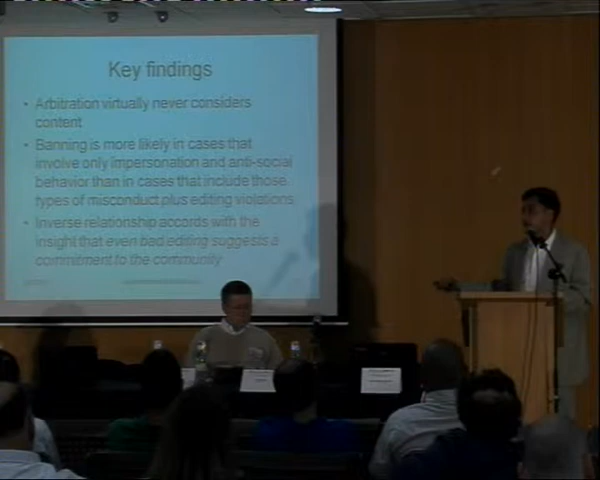 Key findings
• Arbitration virtually never considers
content
• Banning is more likely in cases that
involve only impersonation and anti-social
behavior than in cases that include those
types of misconduct plus editing violations
• Inverse relationship accords with the
insight that even bad editing suggests a
commitment to the community